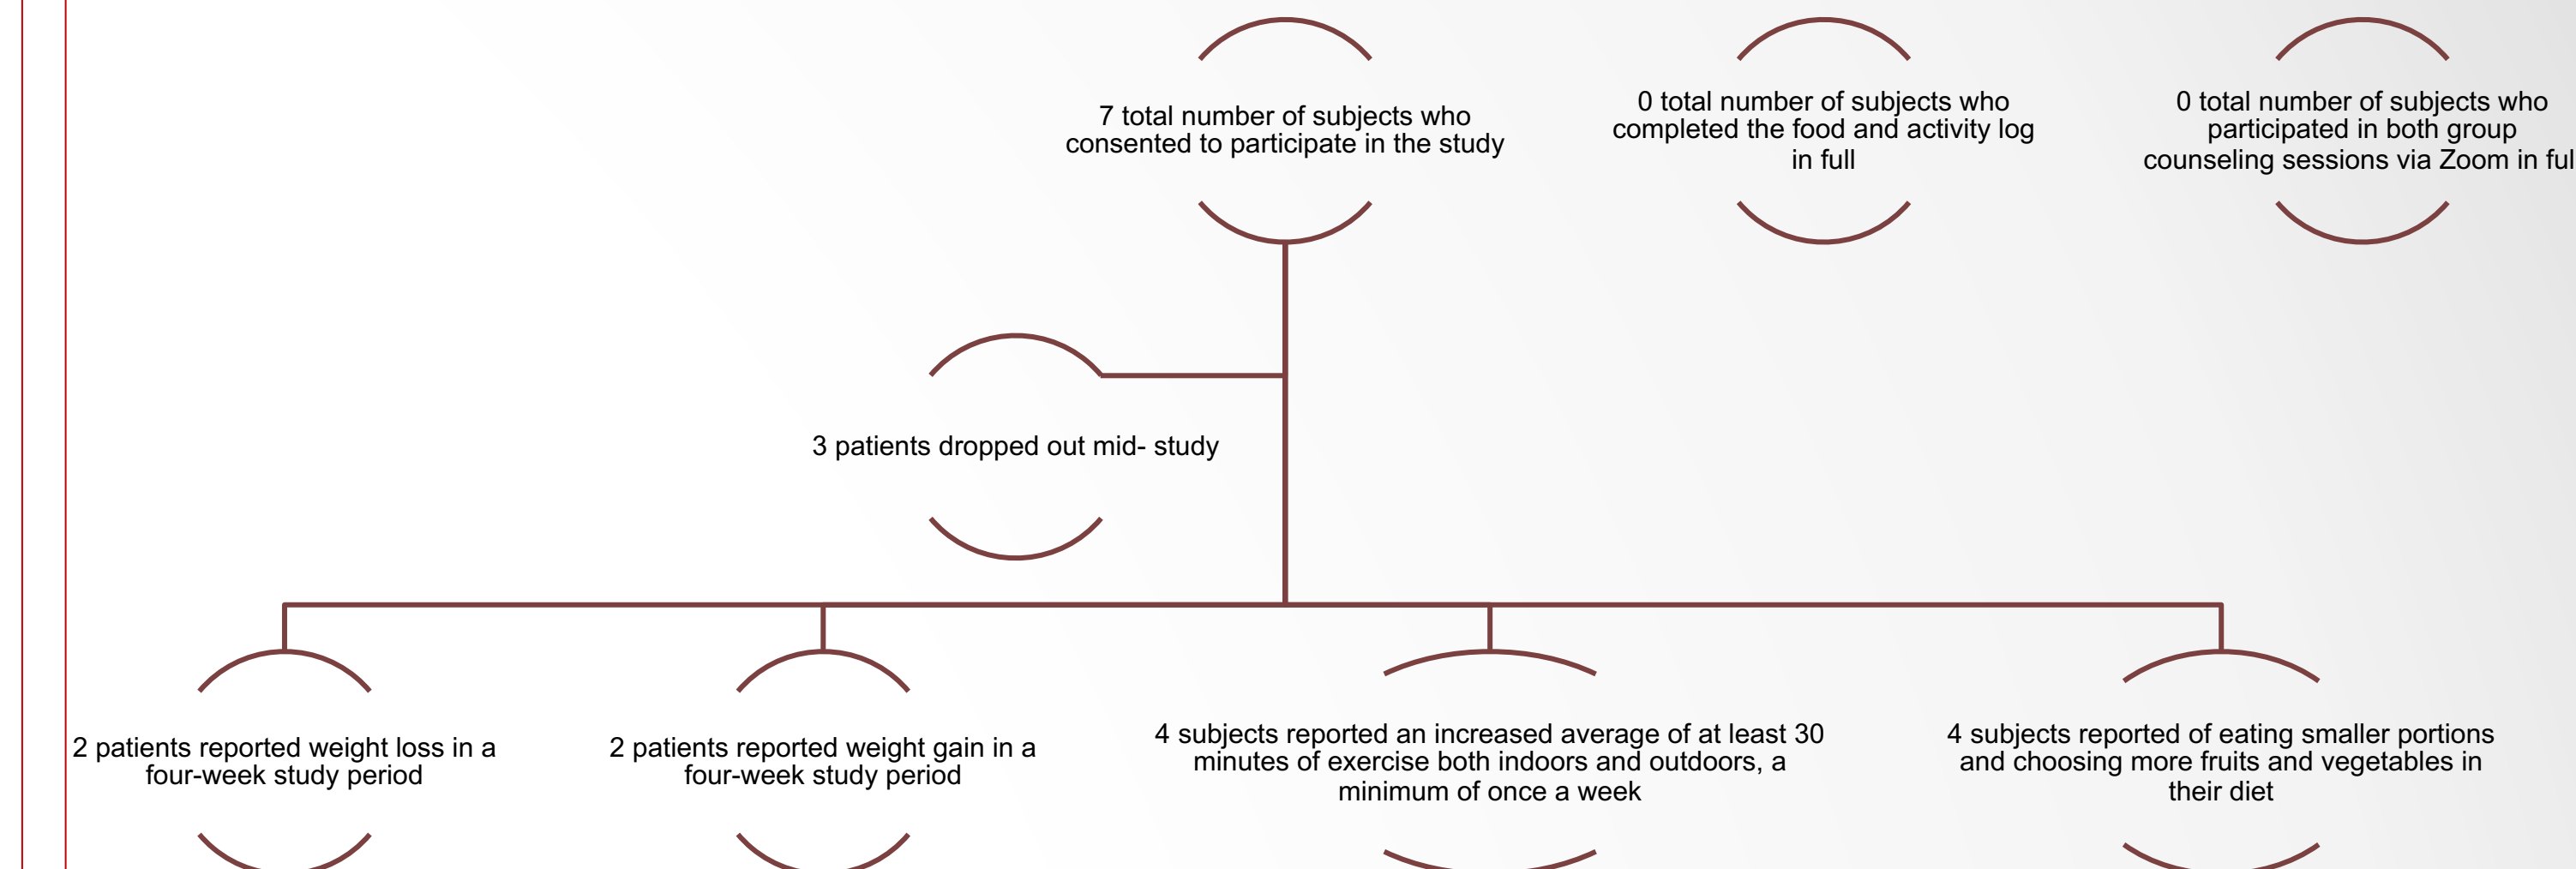 7 total number of subjects who
consented to participate in the study
0 total number of subjects who
completed the food and activity log
in full
0 total number of subjects who
participated in both group
counseling sessions via Zoom in ful
3 patients dropped out mid- study
2 patients reported weight loss in a
four-week study period
2 patients reported weight gain in a
four-week study period
4 subjects reported an increased average of at least 30
minutes of exercise both indoors and outdoors, a
minimum of once a week
4 subjects reported of eating smaller portions
and choosing more fruits and vegetables in
their diet